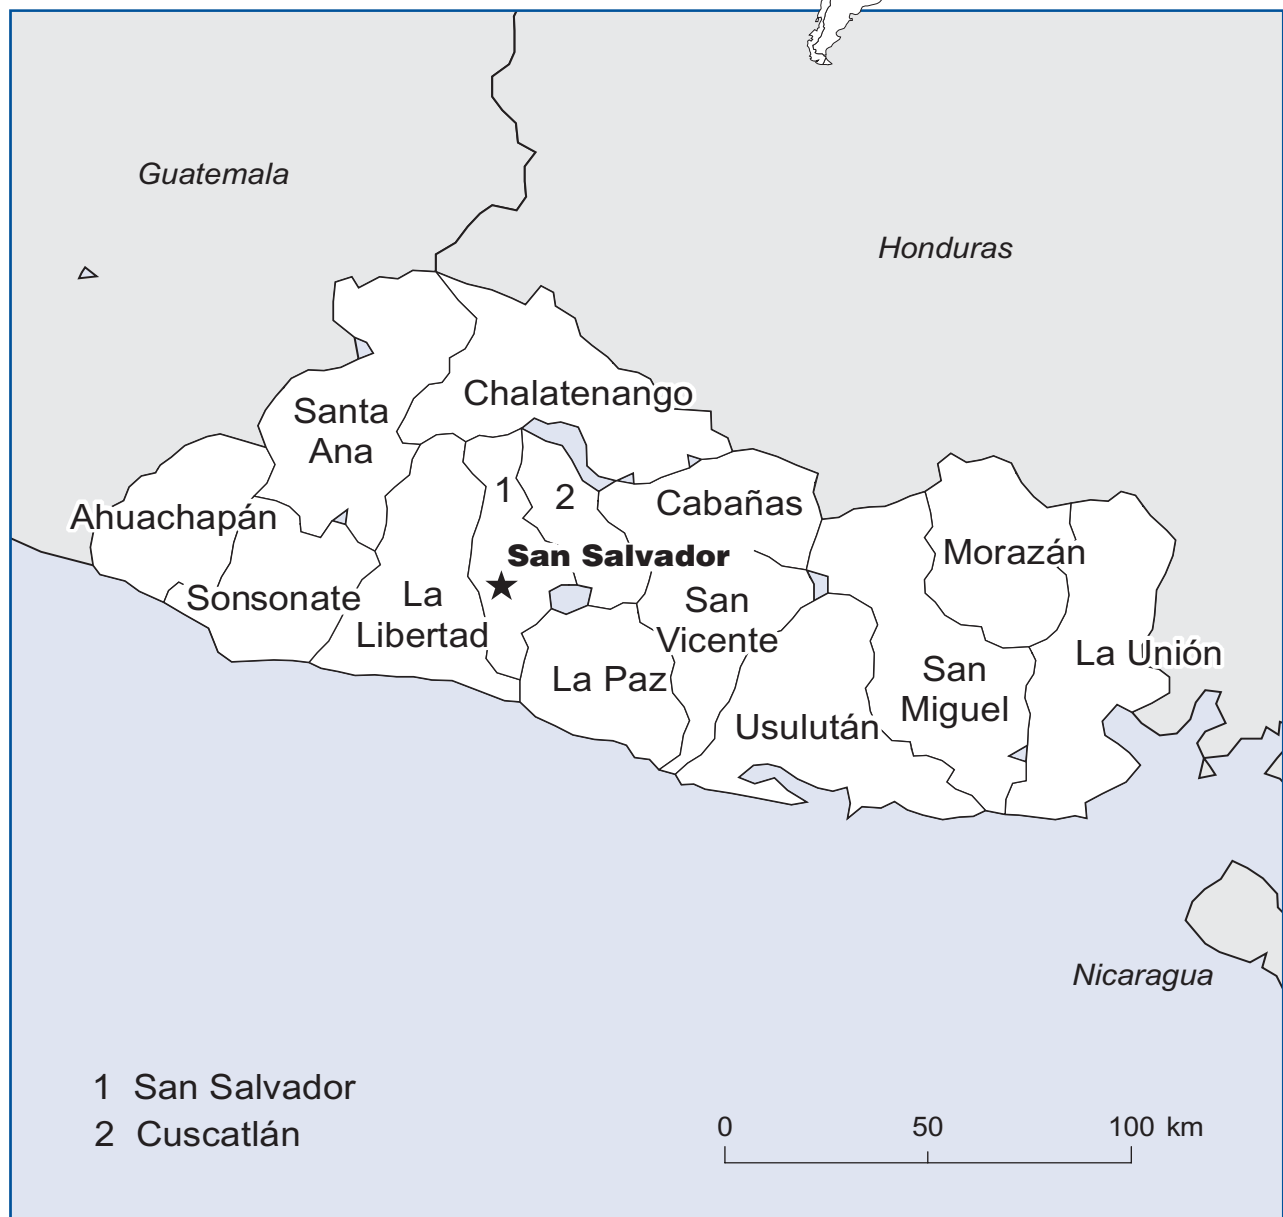 Guatemala
Honduras
Chalatenango
Santa
Ana
1
2
Cabañas
Ahuachapán
San Salvador
Morazán
Sonsonate
La
Libertad
San
Vicente
La Unión
La Paz
San
Miguel
Usulután
Nicaragua
1 San Salvador
2 Cuscatlán
0 50 100 km